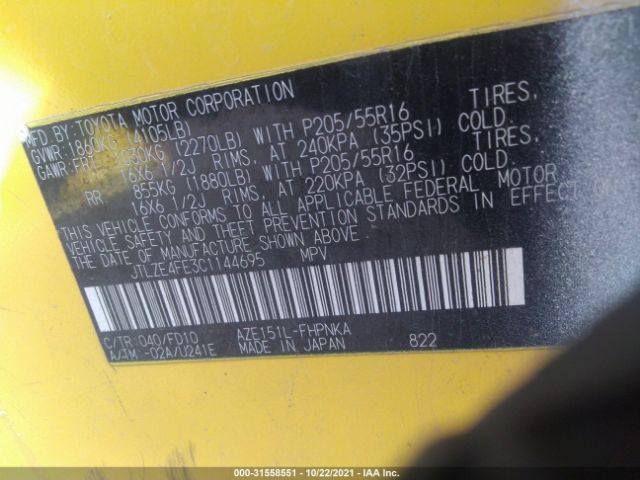 MFD BY: TOYOTA MOTOR CORPORATION
GVWR: 1860KG (4105LB)
GAWR: FRT. 1030KG (2270LB) WITH P205/55R16 TIRES,
16X6 1/2J RIMS, AT 240KPA (35PSI) COLD.
RR. 855KG (1880LB) WITH P205/55R16 TIRES,
16X6 1/2J RIMS, AT 220KPA (32PSI) COLD.
THIS VEHICLE CONFORMS TO ALL APPLICABLE FEDERAL MOTOR
VEHICLE SAFETY AND THEFT PREVENTION STANDARDS IN EFFECT ON
THE DATE OF MANUFACTURE SHOWN ABOVE.
JTLZE4FE3C1144695 MPV
C/TR: 040/FD10 AZE151L-FHPNKA
A/TM: -02A/U241E MADE IN JAPAN 822
000-31558551 - 10/22/2021 - IAA Inc.